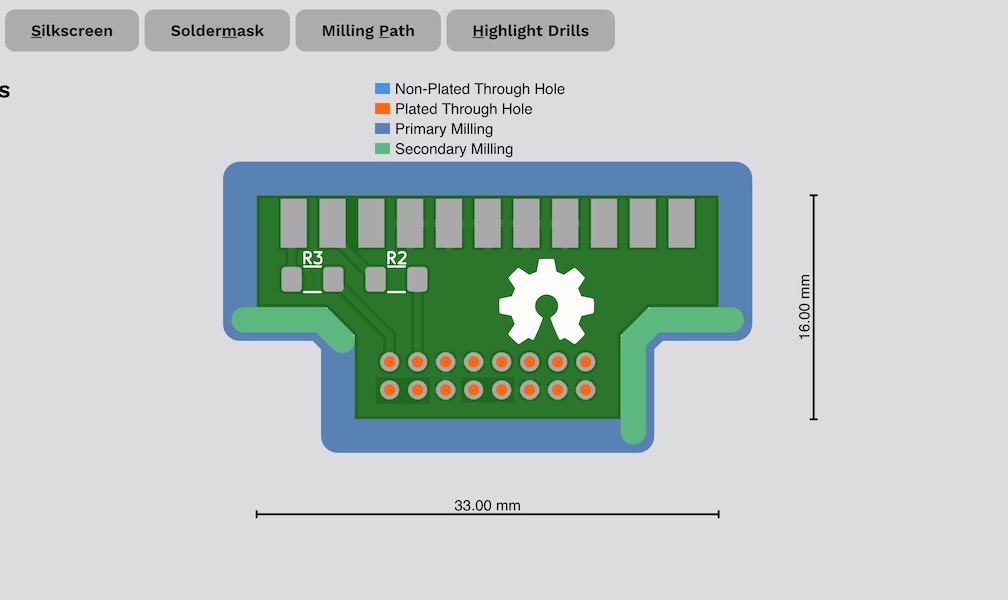 Silkscreen
Soldermask
Milling Path
Highlight Drills
s
Non-Plated Through Hole
Plated Through Hole
Primary Milling
Secondary Milling
R3
R2
16.00 mm
33.00 mm